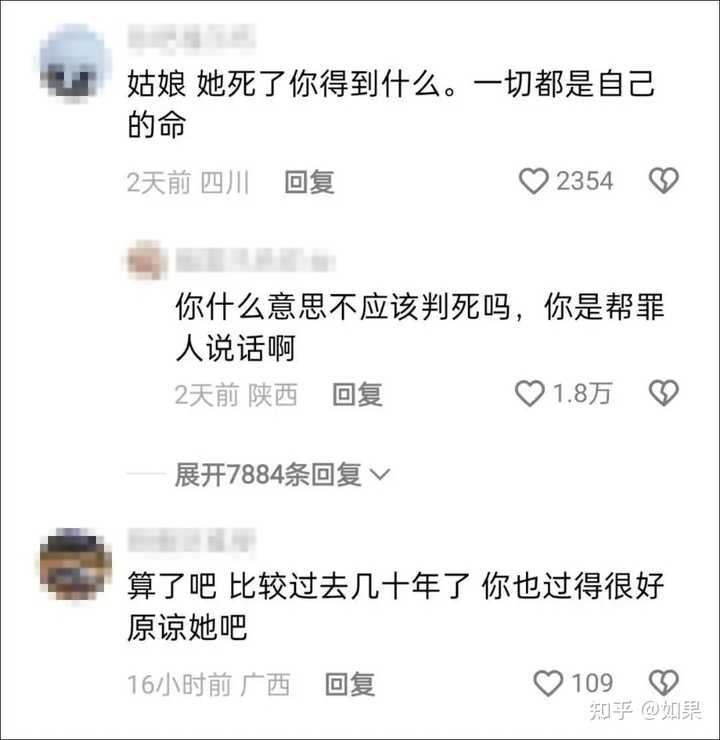 姑娘 她死了你得到什么。一切都是自己
的命
2天前 四川 回复 2354
你什么意思不应该判死吗，你是帮罪
人说话啊
2天前 陕西 回复 1.8万
展开7884条回复
算了吧 比较过去几十年了 你也过得很好
原谅她吧
16小时前 广西 回复 109
知乎 @如果